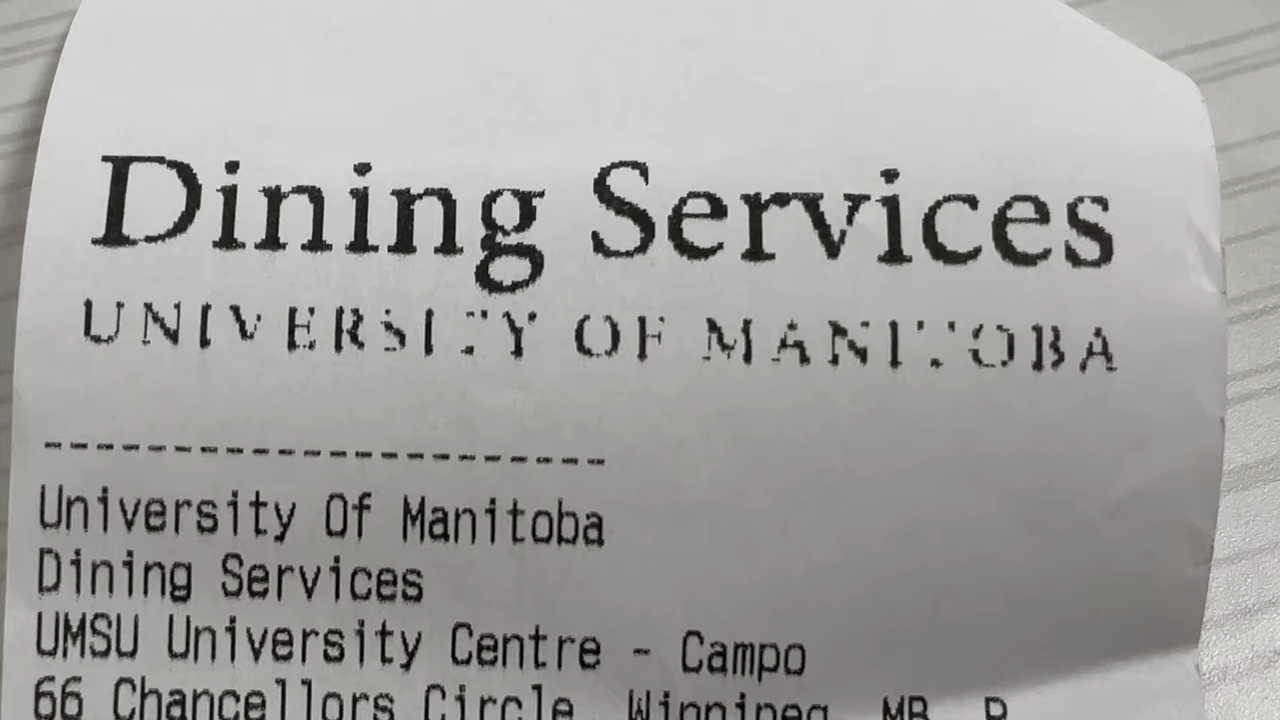 Dining Services
UNIVERSITY OF MANITOBA
-----------------------
University Of Manitoba
Dining Services
UMSU University Centre - Campo
66 Chancellors Circle, Winnipeg, MB, R